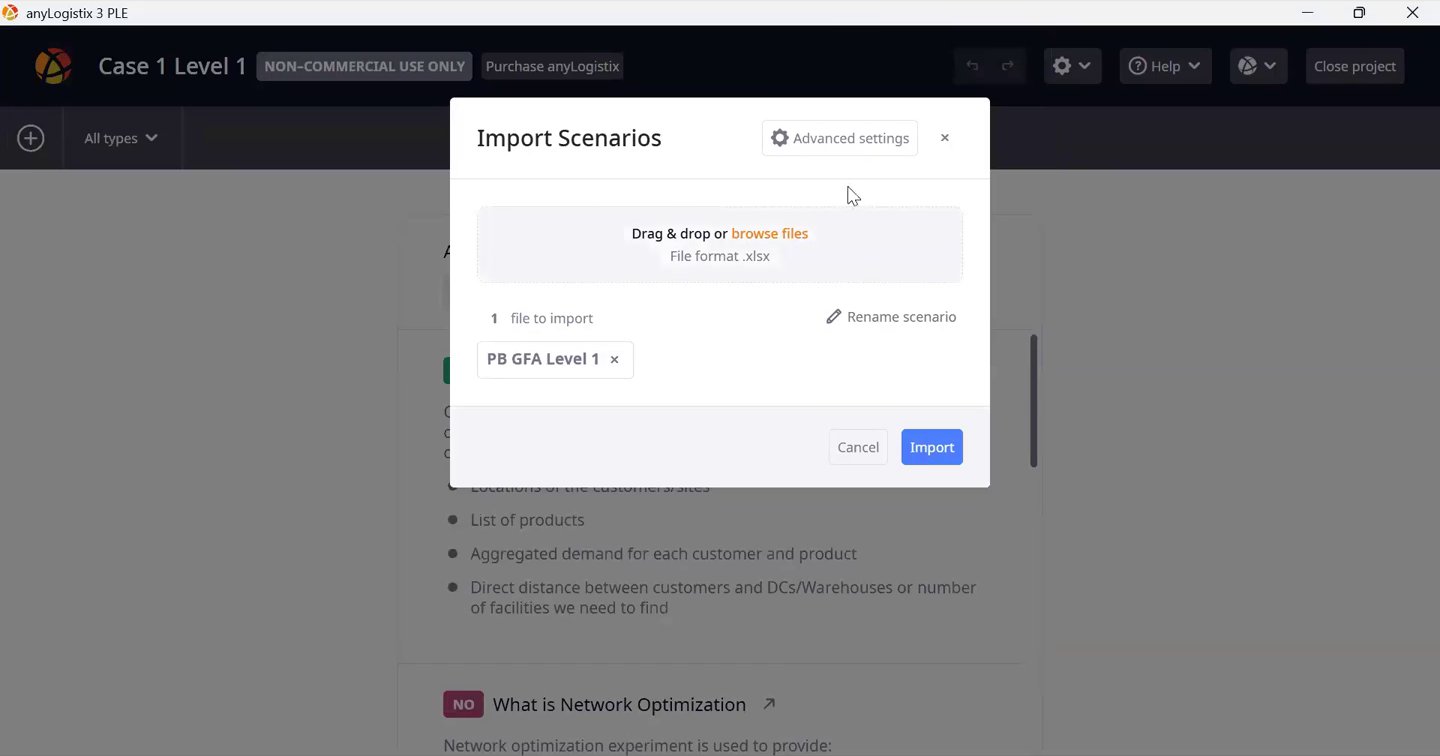 anyLogistix 3 PLE
Case 1 Level 1
NON-COMMERCIAL USE ONLY
Purchase anyLogistix
Help
Close project
All types
Import Scenarios
Advanced settings
Drag & drop or browse files
File format .xlsx
1 file to import
Rename scenario
PB GFA Level 1
Cancel
Import
Locations of the customers/sites
List of products
Aggregated demand for each customer and product
Direct distance between customers and DCs/Warehouses or number
of facilities we need to find
NO What is Network Optimization
Network optimization experiment is used to provide: